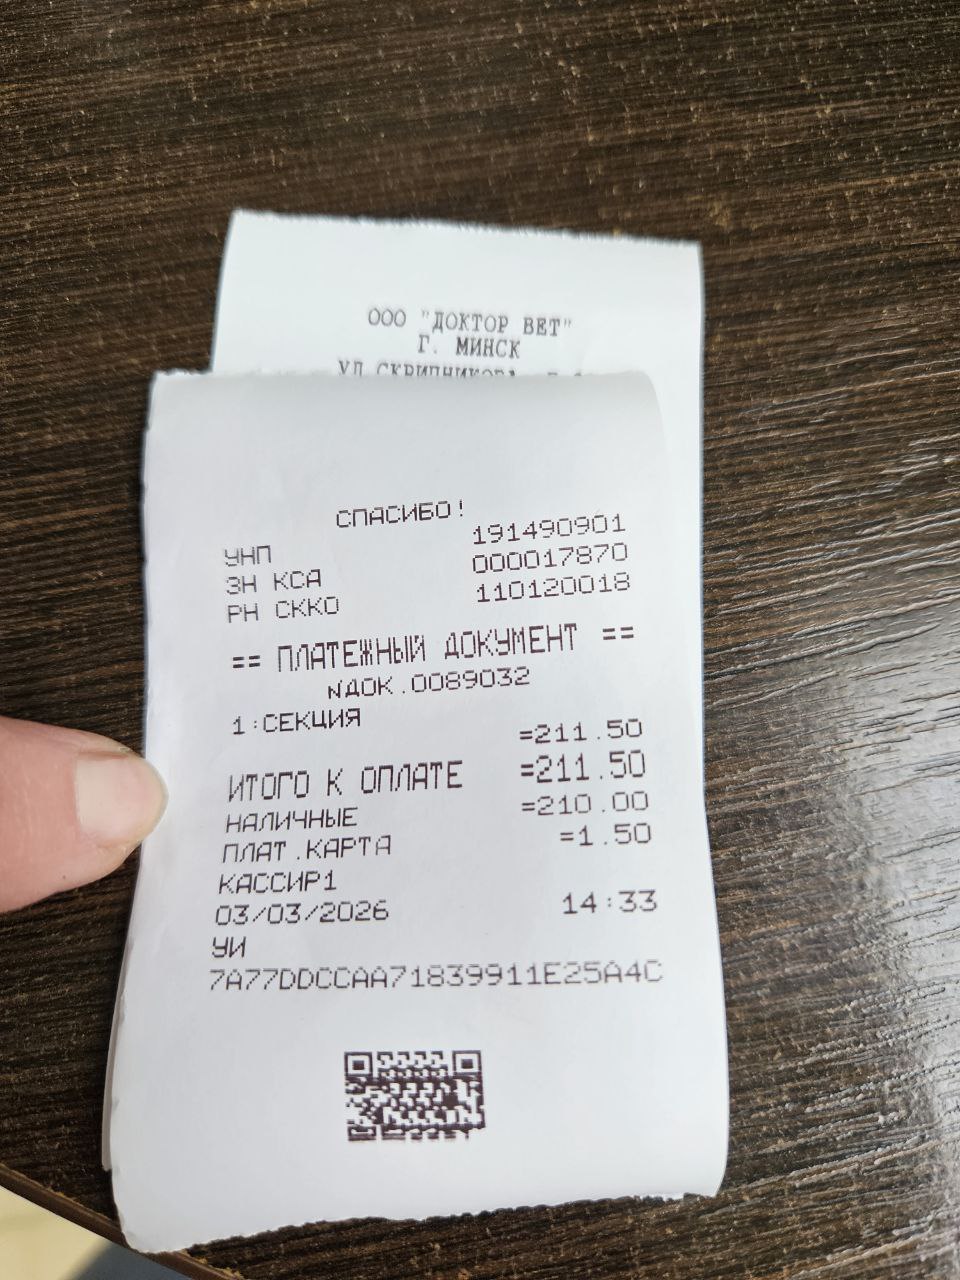 ООО "ДОКТОР ВЕТ"
Г. МИНСК
УЛ СКРИПНИКОВА
СПАСИБО!
УНП 191490901
ЗН КСА 000017870
РН СККО 110120018
== ПЛАТЕЖНЫЙ ДОКУМЕНТ ==
NДОК.0089032
1:СЕКЦИЯ
=211.50
ИТОГО К ОПЛАТЕ =211.50
НАЛИЧНЫЕ =210.00
ПЛАТ.КАРТА =1.50
КАССИР1
03/03/2026 14:33
УИ
7A77DDCCAA71839911E25A4C